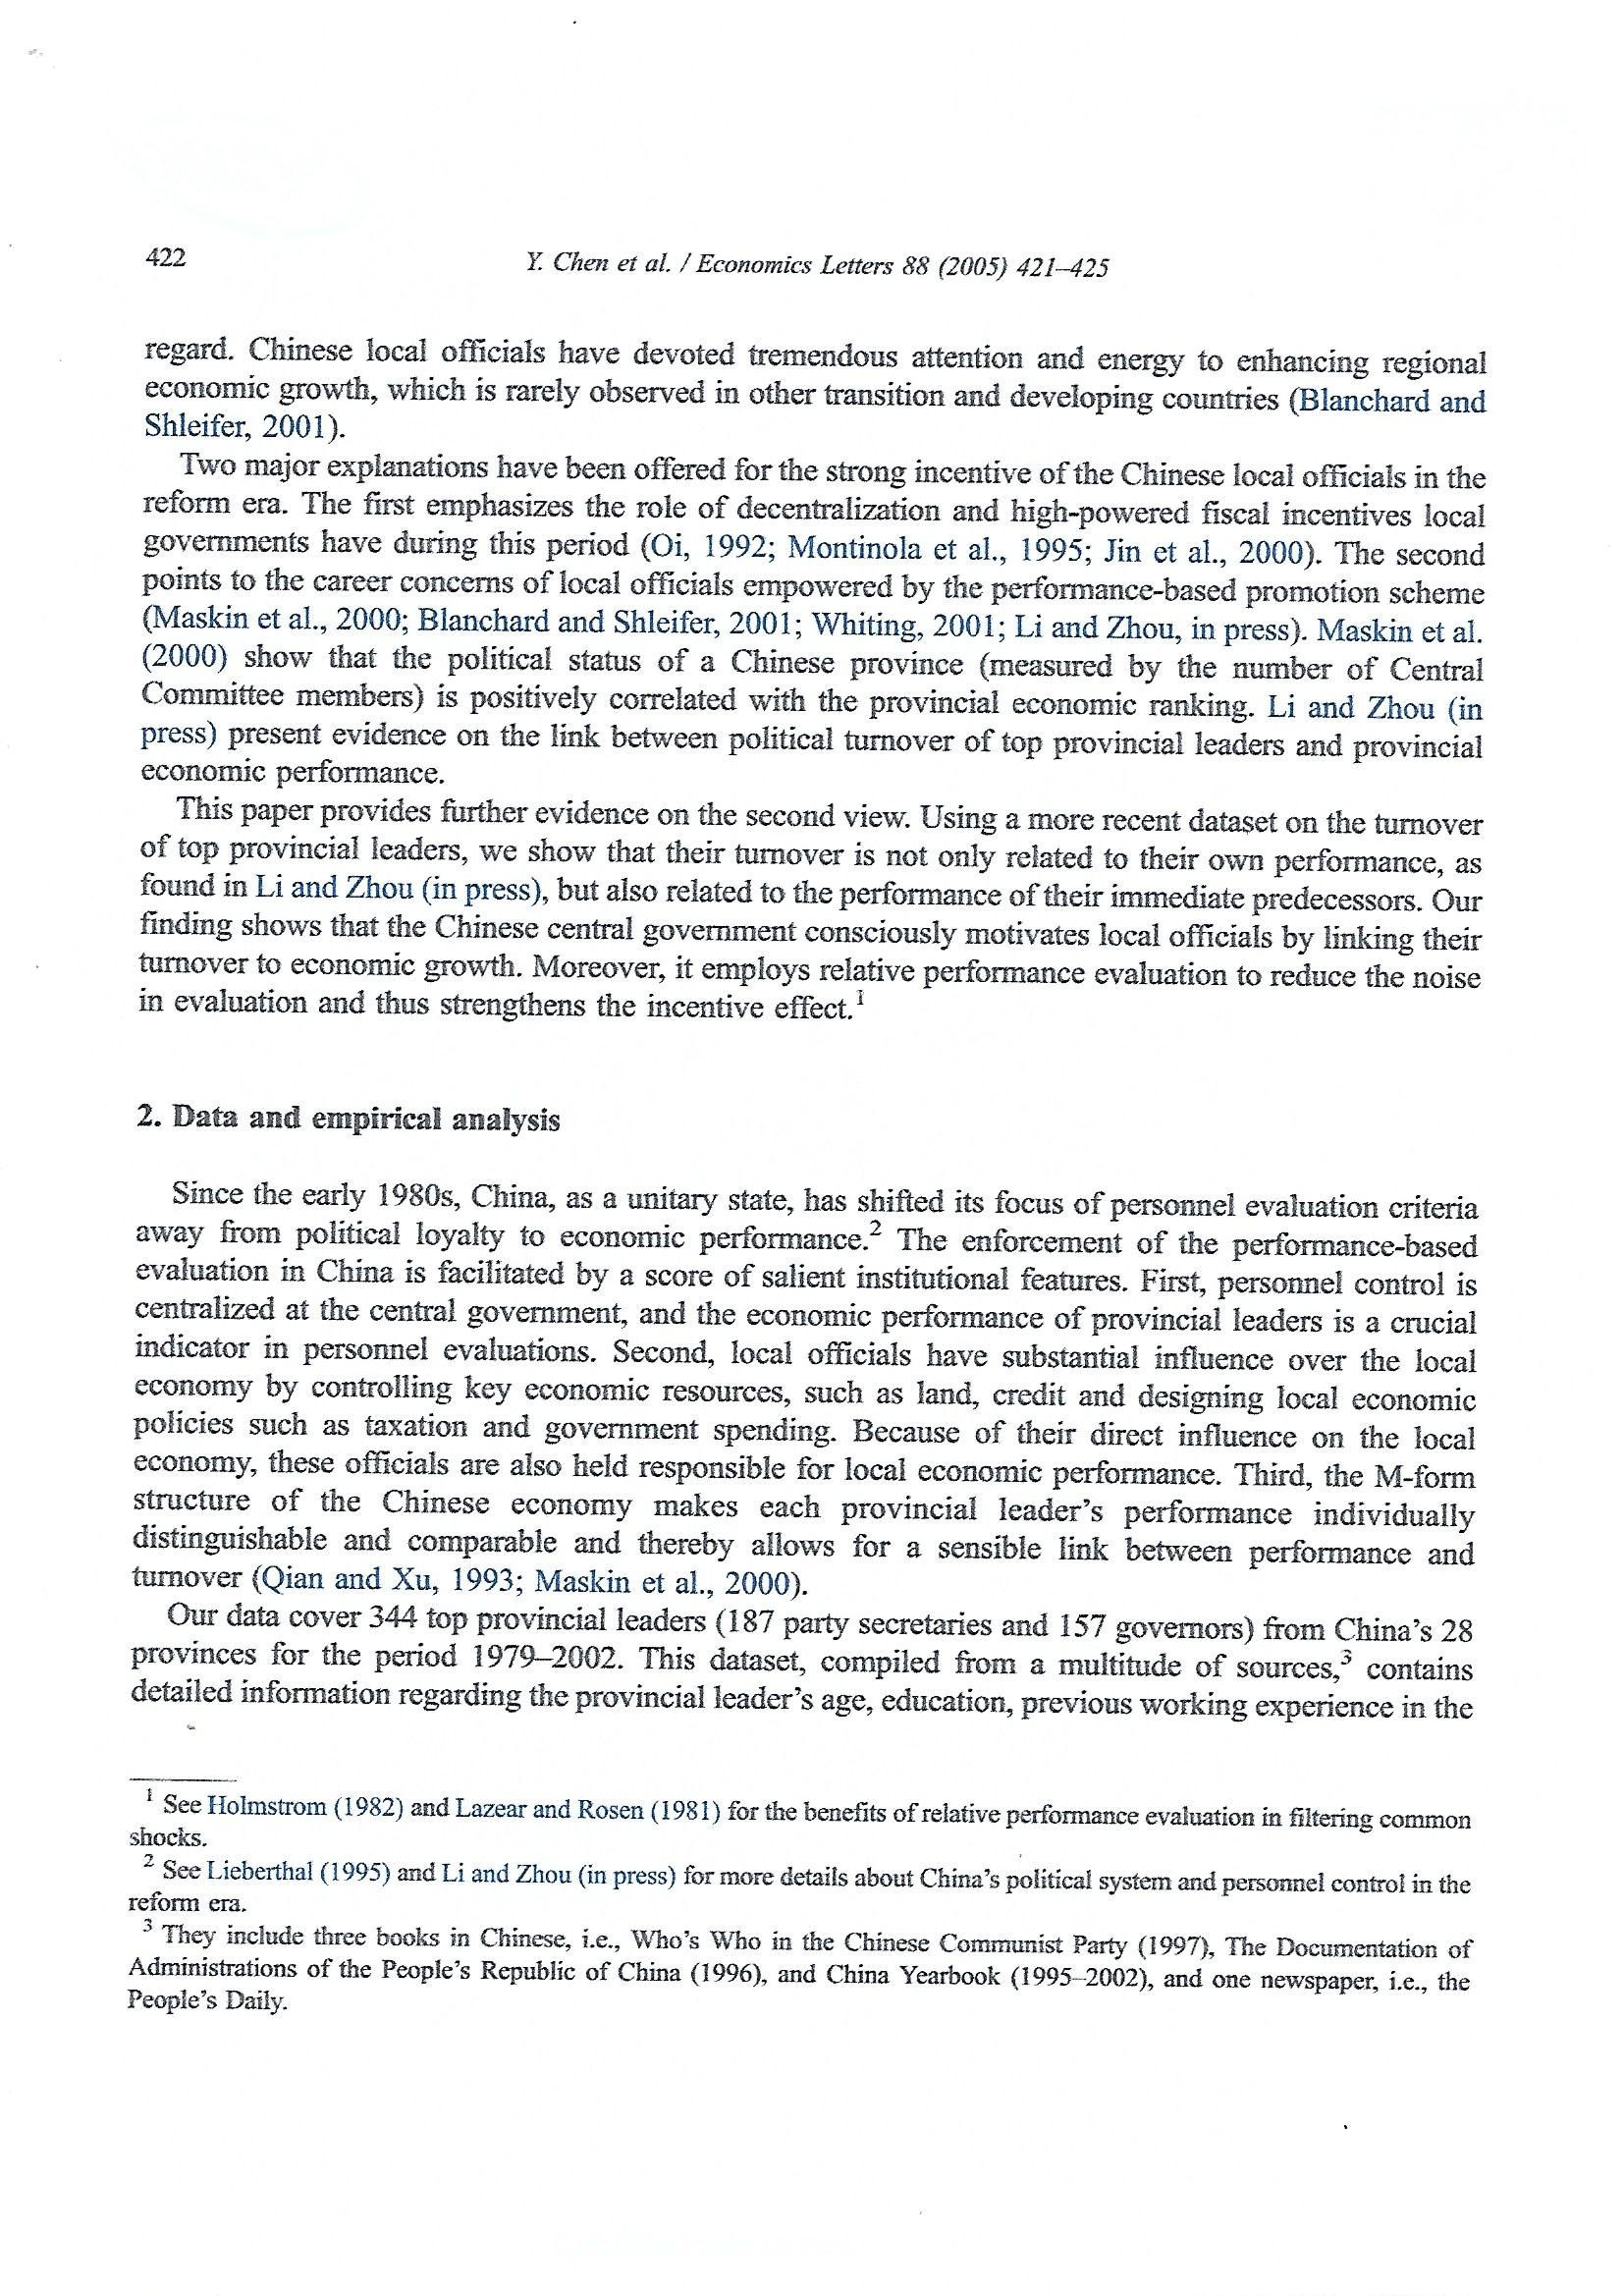 422
Y. Chen et al. / Economics Letters 88 (2005) 421–425
regard. Chinese local officials have devoted tremendous attention and energy to enhancing regional
economic growth, which is rarely observed in other transition and developing countries (Blanchard and
Shleifer, 2001).
Two major explanations have been offered for the strong incentive of the Chinese local officials in the
reform era. The first emphasizes the role of decentralization and high-powered fiscal incentives local
governments have during this period (Oi, 1992; Montinola et al., 1995; Jin et al., 2000). The second
points to the career concerns of local officials empowered by the performance-based promotion scheme
(Maskin et al., 2000; Blanchard and Shleifer, 2001; Whiting, 2001; Li and Zhou, in press). Maskin et al.
(2000) show that the political status of a Chinese province (measured by the number of Central
Committee members) is positively correlated with the provincial economic ranking. Li and Zhou (in
press) present evidence on the link between political turnover of top provincial leaders and provincial
economic performance.
This paper provides further evidence on the second view. Using a more recent dataset on the turnover
of top provincial leaders, we show that their turnover is not only related to their own performance, as
found in Li and Zhou (in press), but also related to the performance of their immediate predecessors. Our
finding shows that the Chinese central government consciously motivates local officials by linking their
turnover to economic growth. Moreover, it employs relative performance evaluation to reduce the noise
in evaluation and thus strengthens the incentive effect.1
2. Data and empirical analysis
Since the early 1980s, China, as a unitary state, has shifted its focus of personnel evaluation criteria
away from political loyalty to economic performance.2 The enforcement of the performance-based
evaluation in China is facilitated by a score of salient institutional features. First, personnel control is
centralized at the central government, and the economic performance of provincial leaders is a crucial
indicator in personnel evaluations. Second, local officials have substantial influence over the local
economy by controlling key economic resources, such as land, credit and designing local economic
policies such as taxation and government spending. Because of their direct influence on the local
economy, these officials are also held responsible for local economic performance. Third, the M-form
structure of the Chinese economy makes each provincial leader's performance individually
distinguishable and comparable and thereby allows for a sensible link between performance and
turnover (Qian and Xu, 1993; Maskin et al., 2000).
Our data cover 344 top provincial leaders (187 party secretaries and 157 governors) from China's 28
provinces for the period 1979–2002. This dataset, compiled from a multitude of sources,3 contains
detailed information regarding the provincial leader's age, education, previous working experience in the
1 See Holmstrom (1982) and Lazear and Rosen (1981) for the benefits of relative performance evaluation in filtering common
shocks.
2 See Lieberthal (1995) and Li and Zhou (in press) for more details about China's political system and personnel control in the
reform era.
3 They include three books in Chinese, i.e., Who's Who in the Chinese Communist Party (1997), The Documentation of
Administrations of the People's Republic of China (1996), and China Yearbook (1995–2002), and one newspaper, i.e., the
People's Daily.